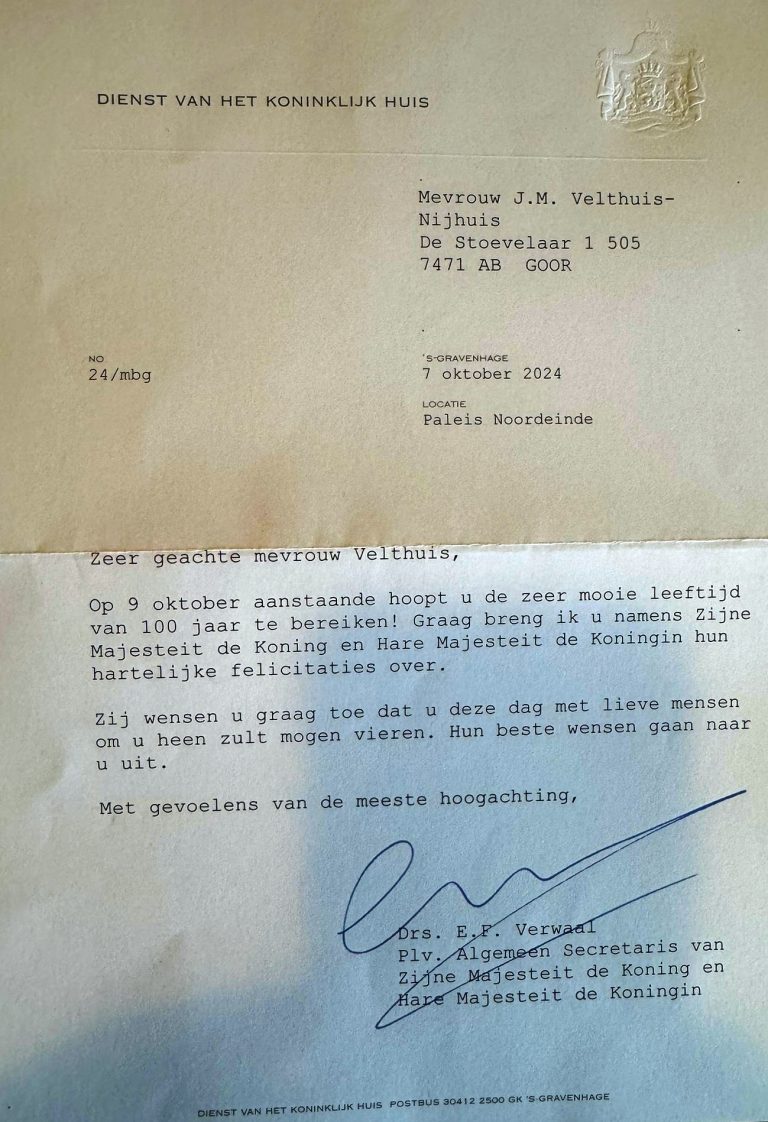 DIENST VAN HET KONINKLIJK HUIS
Mevrouw J.M. Velthuis-
Nijhuis
De Stoevelaar 1 505
7471 AB GOOR
NO
24/mbg
'S-GRAVENHAGE
7 oktober 2024
LOCATIE
Paleis Noordeinde
Zeer geachte mevrouw Velthuis,
Op 9 oktober aanstaande hoopt u de zeer mooie leeftijd
van 100 jaar te bereiken! Graag breng ik u namens Zijne
Majesteit de Koning en Hare Majesteit de Koningin hun
hartelijke felicitaties over.
Zij wensen u graag toe dat u deze dag met lieve mensen
om u heen zult mogen vieren. Hun beste wensen gaan naar
u uit.
Met gevoelens van de meeste hoogachting,
Drs. E.F. Verwaal
Plv. Algemeen Secretaris van
Zijne Majesteit de Koning en
Hare Majesteit de Koningin
DIENST VAN HET KONINKLIJK HUIS POSTBUS 30412 2500 GK 'S-GRAVENHAGE